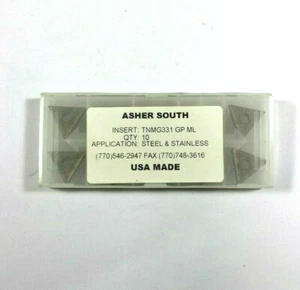 ASHER SOUTH
INSERT: TNMG331 GP ML
QTY: 10
APPLICATION: STEEL & STAINLESS
(770)546-2947 FAX (770)748-3616
USA MADE